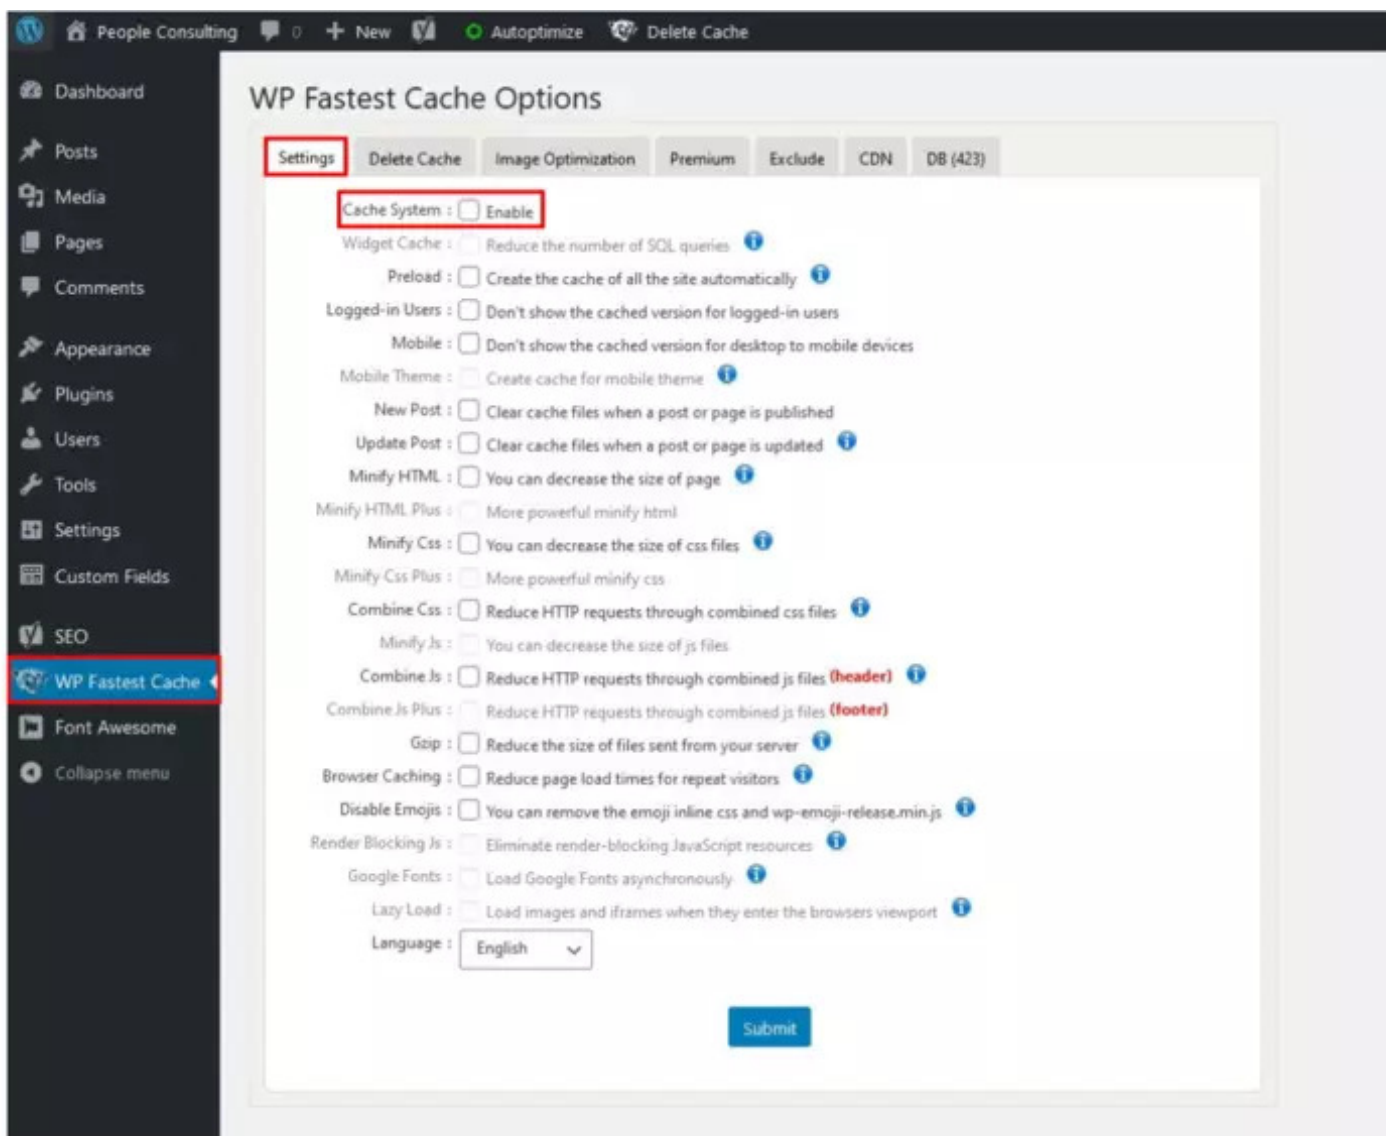 People Consulting 0 New Autoptimize Delete Cache
Dashboard
Posts
Media
Pages
Comments
Appearance
Plugins
Users
Tools
Settings
Custom Fields
SEO
WP Fastest Cache
Font Awesome
Collapse menu
WP Fastest Cache Options
Settings Delete Cache Image Optimization Premium Exclude CDN DB (423)
Cache System : Enable
Widget Cache : Reduce the number of SQL queries
Preload : Create the cache of all the site automatically
Logged-in Users : Don't show the cached version for logged-in users
Mobile : Don't show the cached version for desktop to mobile devices
Mobile Theme : Create cache for mobile theme
New Post : Clear cache files when a post or page is published
Update Post : Clear cache files when a post or page is updated
Minify HTML : You can decrease the size of page
Minify HTML Plus : More powerful minify html
Minify Css : You can decrease the size of css files
Minify Css Plus : More powerful minify css
Combine Css : Reduce HTTP requests through combined css files
Minify Js : You can decrease the size of js files
Combine Js : Reduce HTTP requests through combined js files (header)
Combine Js Plus : Reduce HTTP requests through combined js files (footer)
Gzip : Reduce the size of files sent from your server
Browser Caching : Reduce page load times for repeat visitors
Disable Emojis : You can remove the emoji inline css and wp-emoji-release.min.js
Render Blocking Js : Eliminate render-blocking JavaScript resources
Google Fonts : Load Google Fonts asynchronously
Lazy Load : Load images and iframes when they enter the browsers viewport
Language : English
Submit